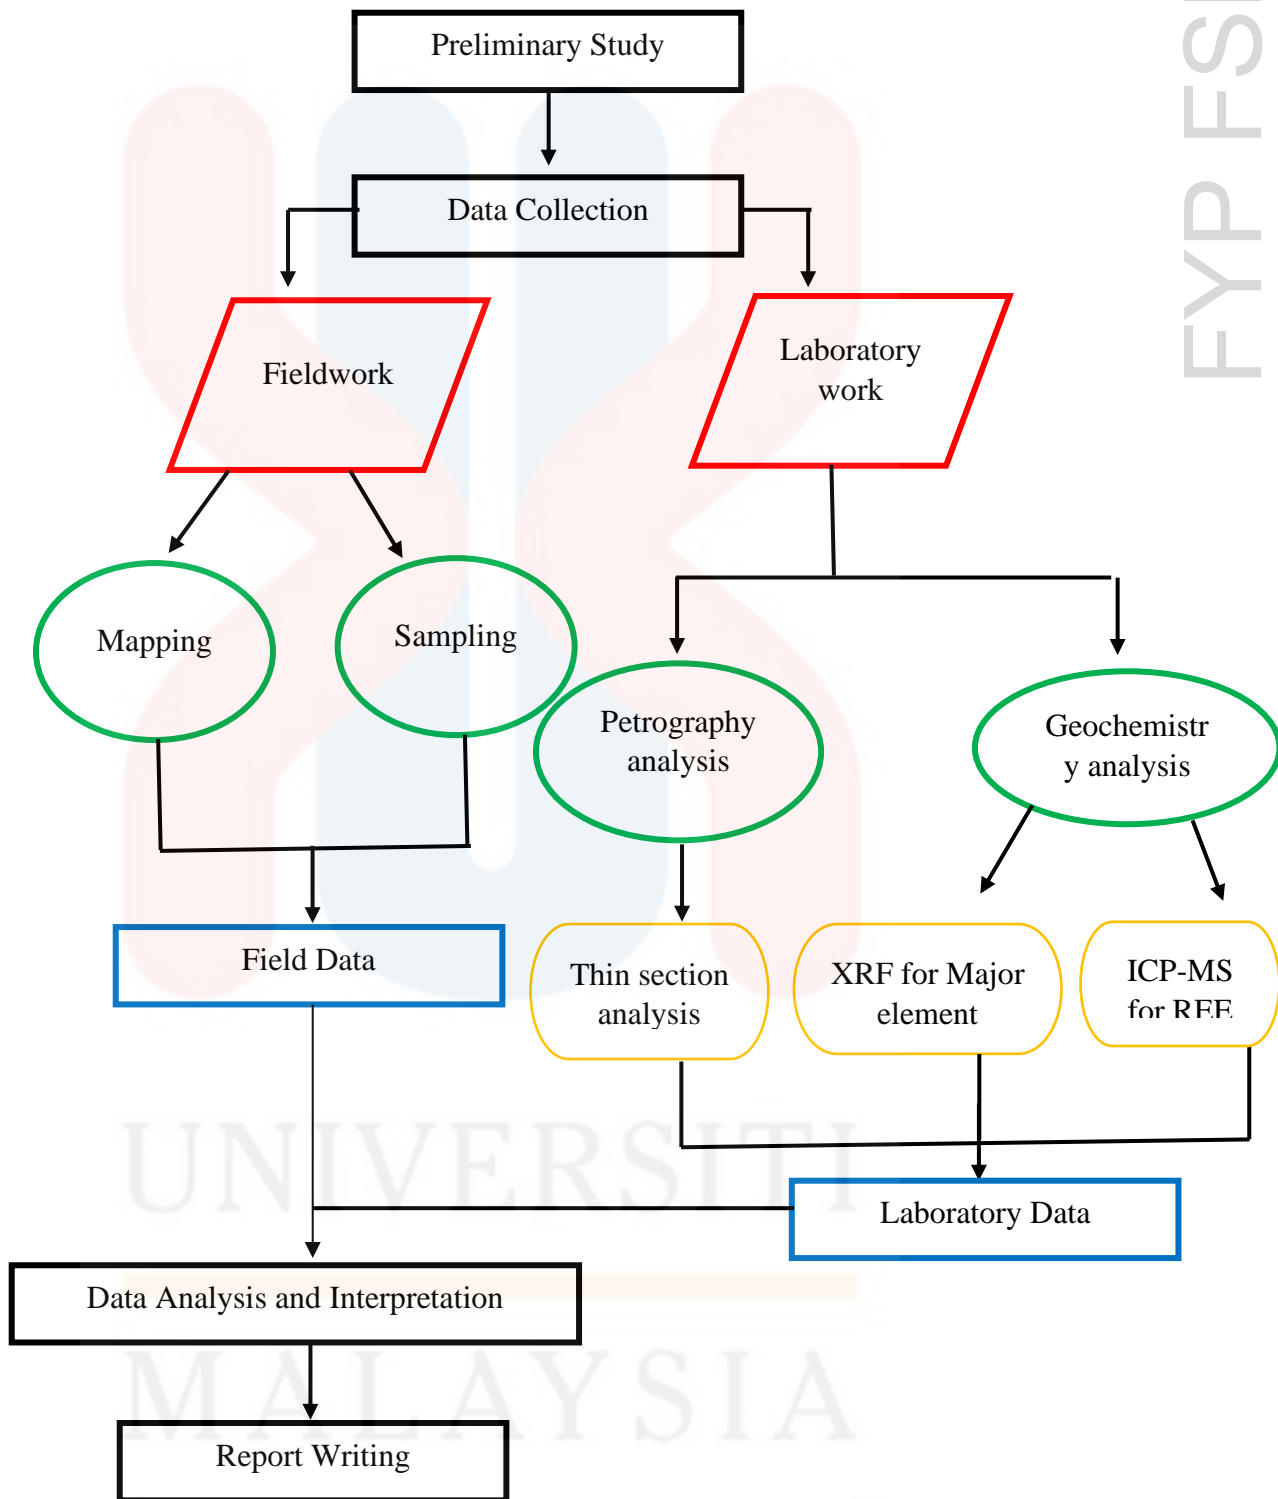 Preliminary Study
Data Collection
Fieldwork
Laboratory
work
Mapping
Sampling
Petrography
analysis
Geochemistr
y analysis
Field Data
Thin section
analysis
XRF for Major
element
ICP-MS
for REE
Laboratory Data
Data Analysis and Interpretation
Report Writing
UNIVERSITI
MALAYSIA
FYP FS